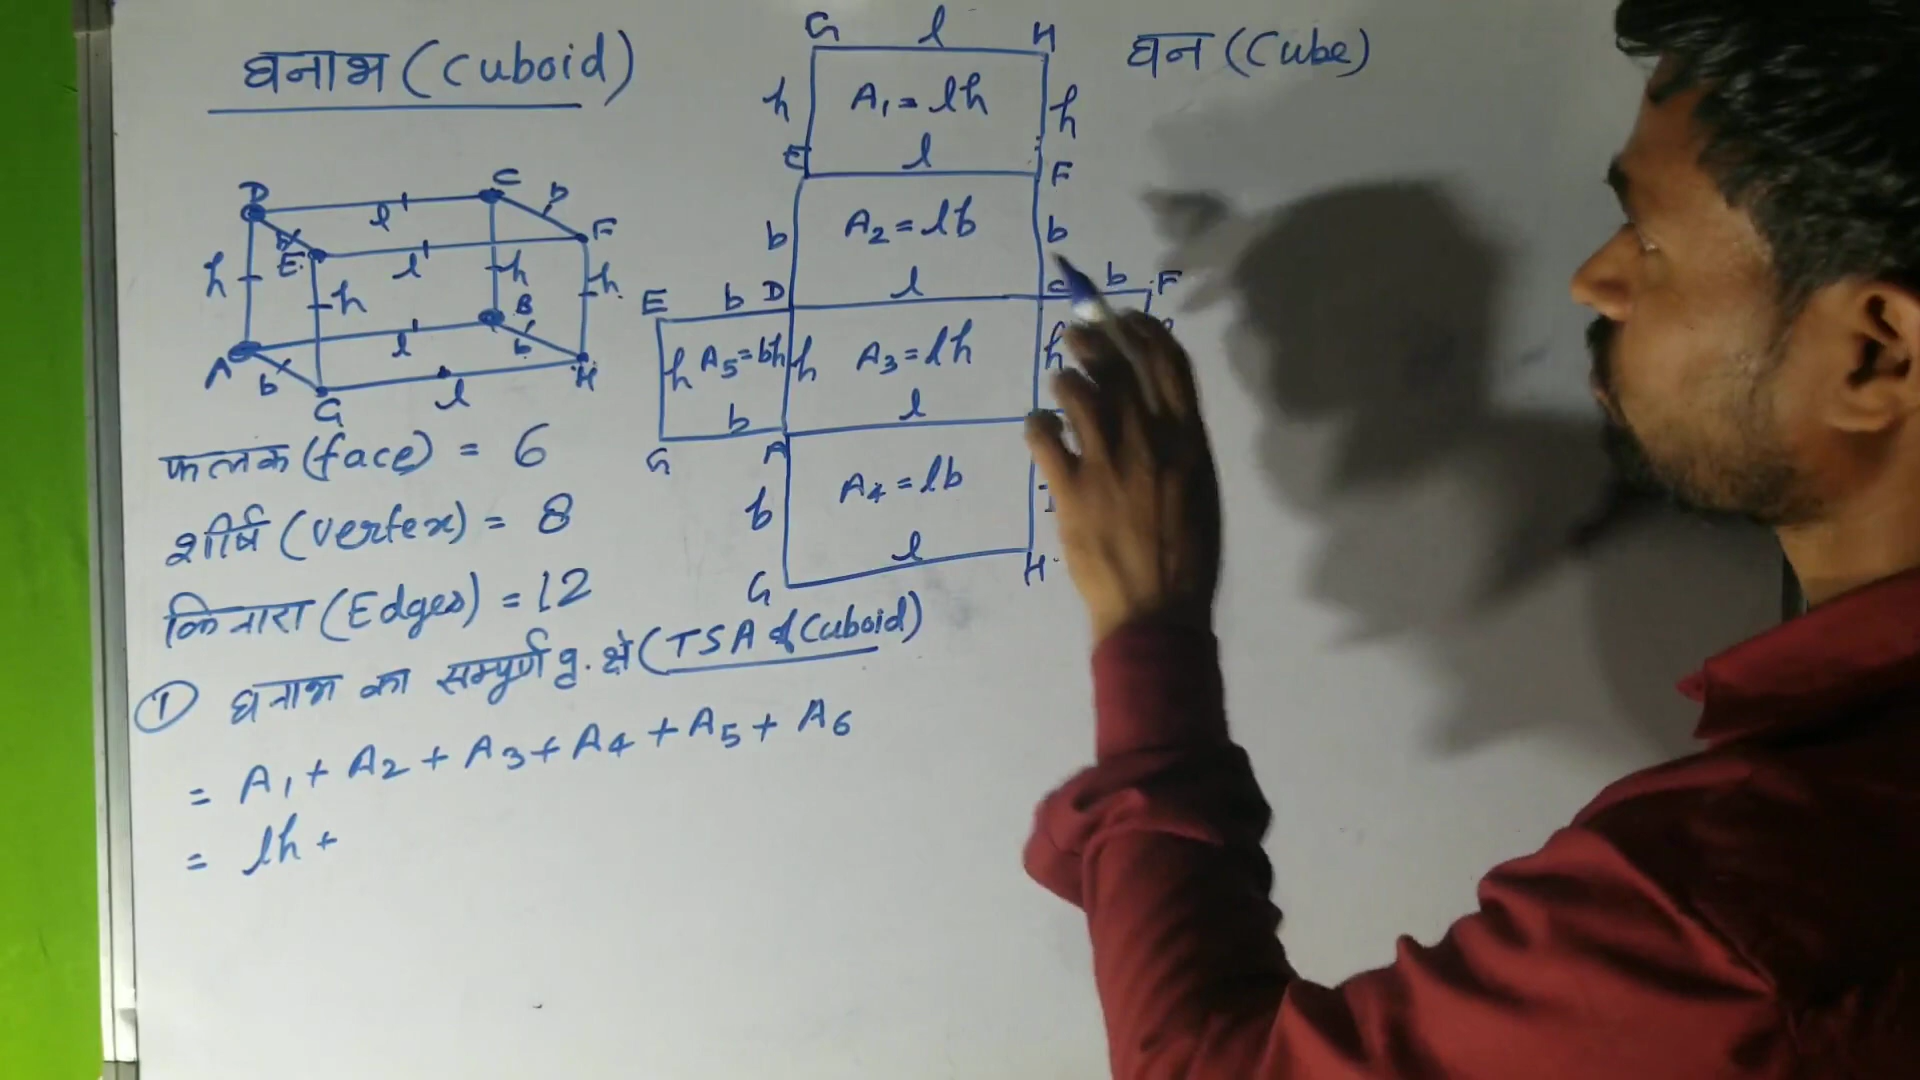 घनाभ (Cuboid)
घन (Cube)
G l H
h A₁ = lh h
E l F
b A₂ = lb b
E b D l C b F
h A₅ = bh h A₃ = lh h
b l
G A
b A₄ = lb
l
G H
D l C b
b E l F
h h h h
A l B b
b G l H
फलक (face) = 6
शीर्ष (Vertex) = 8
किनारा (Edges) = 12
① घनाभ का सम्पूर्ण पृ. क्षे (TSA of Cuboid)
= A₁ + A₂ + A₃ + A₄ + A₅ + A₆
= lh +